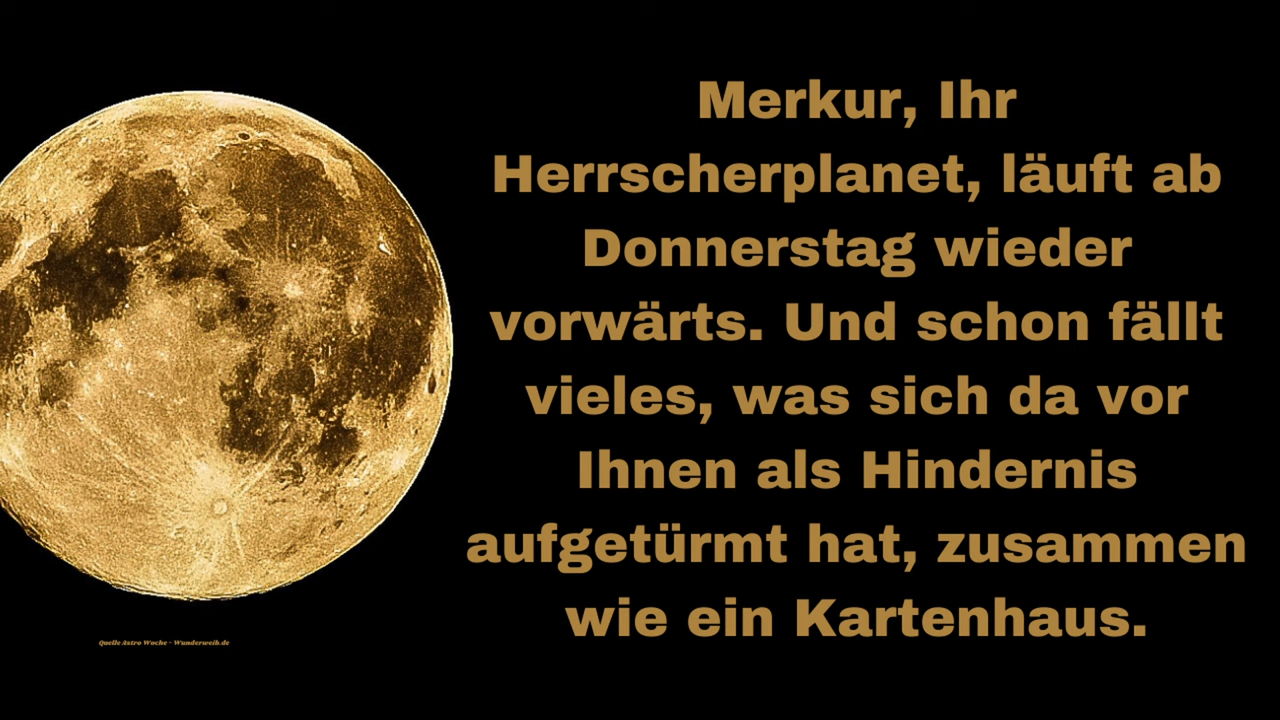 Merkur, Ihr
Herrscherplanet, läuft ab
Donnerstag wieder
vorwärts. Und schon fällt
vieles, was sich da vor
Ihnen als Hindernis
aufgetürmt hat, zusammen
wie ein Kartenhaus.
Quelle Astro Woche - Wunderweib.de